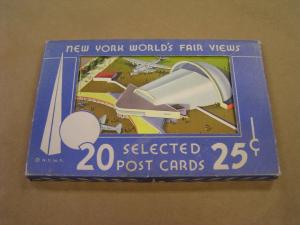 NEW YORK WORLD'S FAIR VIEWS
20 SELECTED POST CARDS 25¢